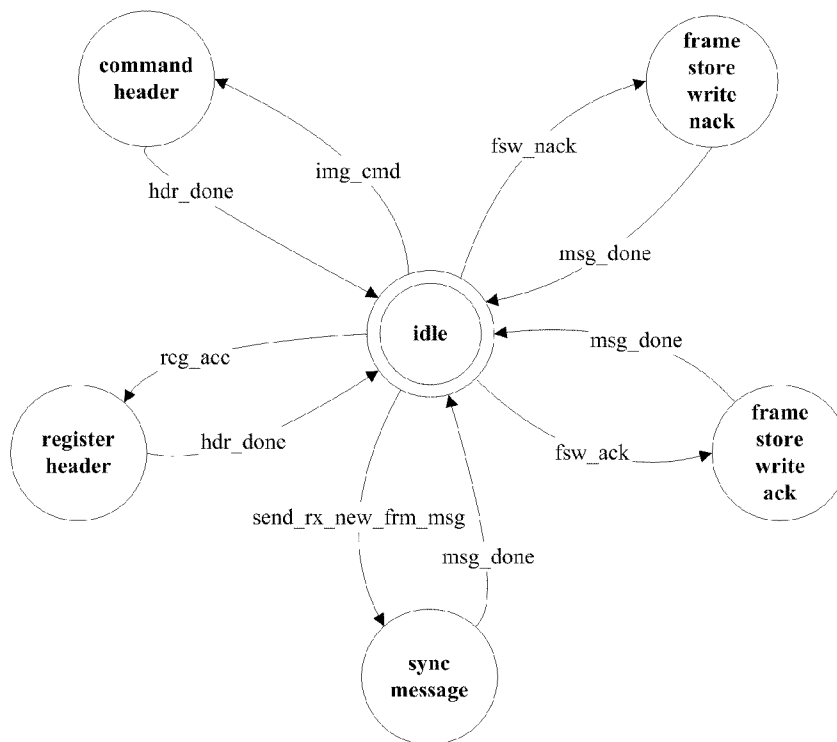 command
header
frame
store
write
nack
fsw_nack
img_cmd
hdr_done
msg_done
idle
msg_done
reg_acc
hdr_done
register
header
fsw_ack
frame
store
write
ack
send_rx_new_frm_msg
msg_done
sync
message